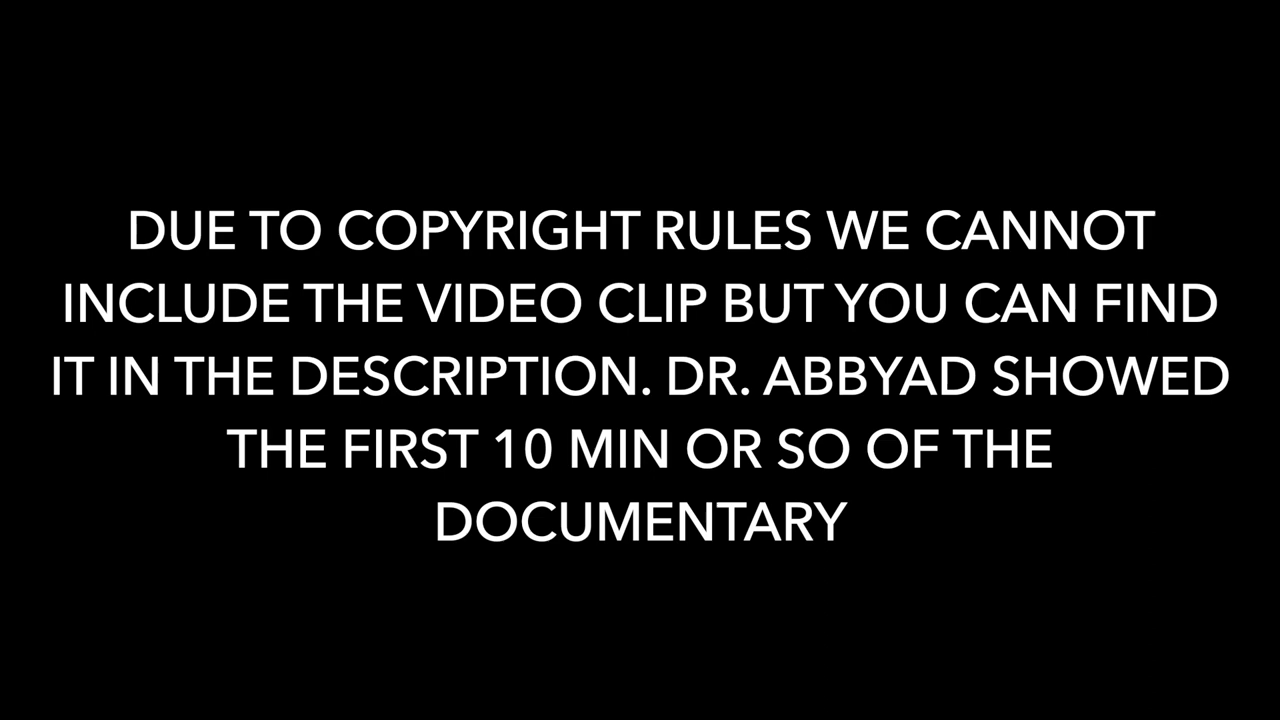 DUE TO COPYRIGHT RULES WE CANNOT
INCLUDE THE VIDEO CLIP BUT YOU CAN FIND
IT IN THE DESCRIPTION. DR. ABBYAD SHOWED
THE FIRST 10 MIN OR SO OF THE
DOCUMENTARY